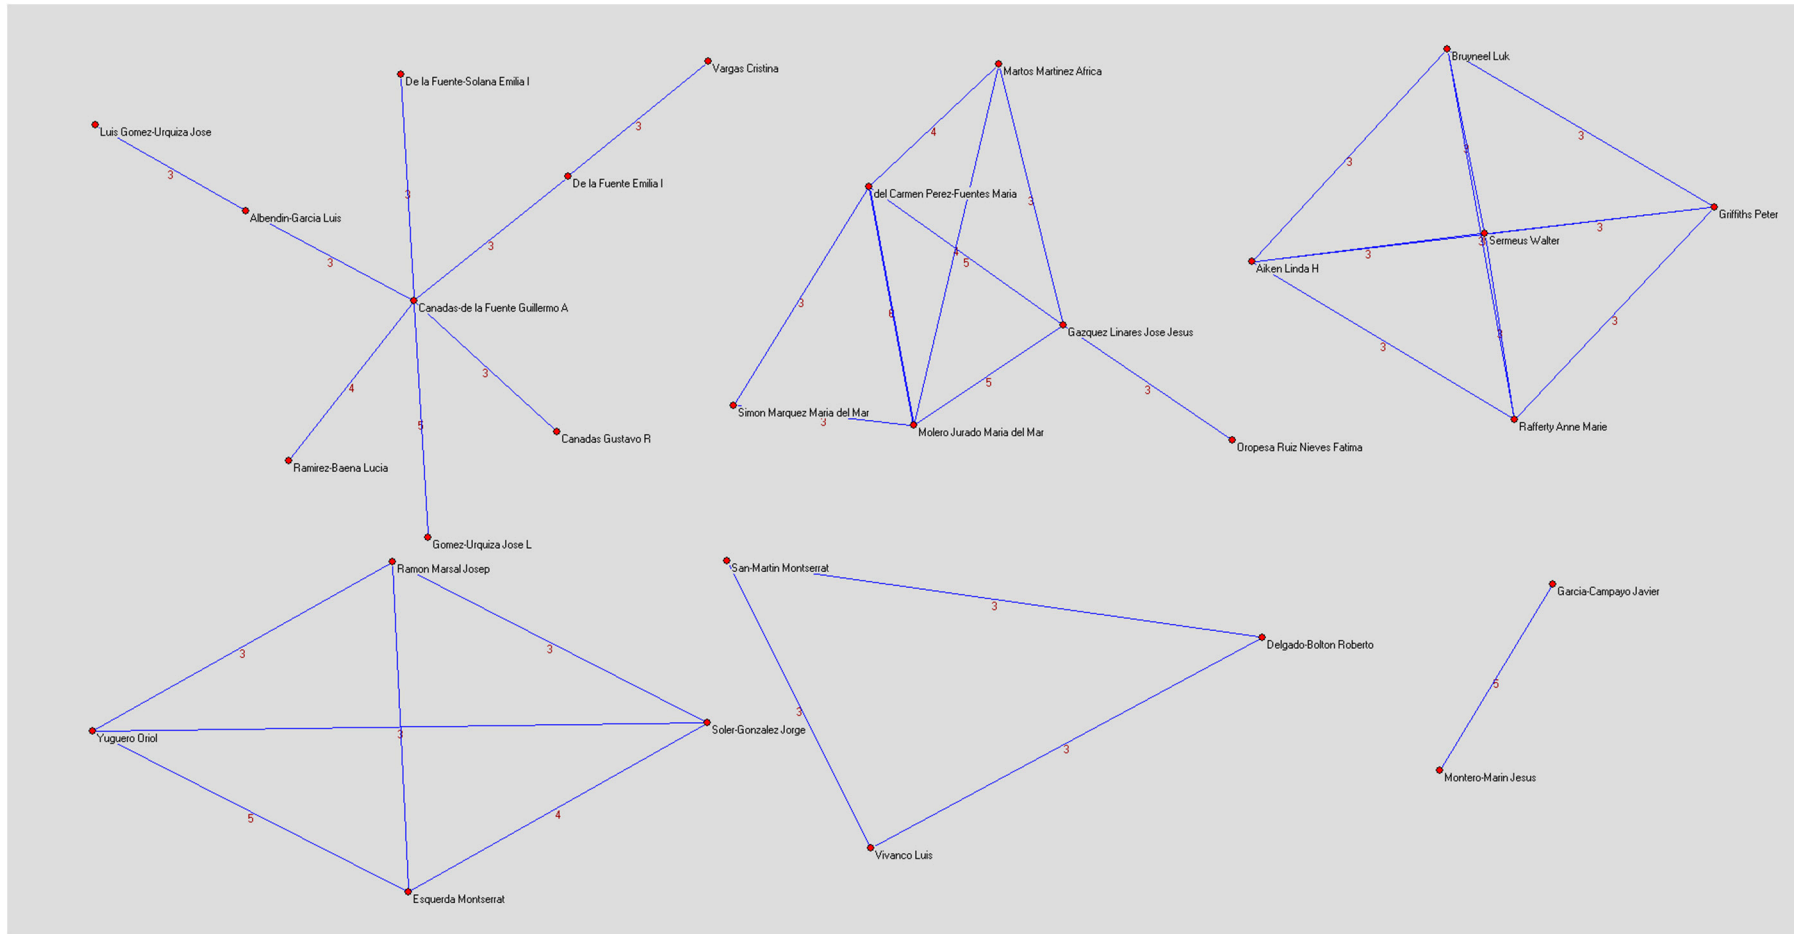 De la Fuente-Solana Emilia I
Vargas Cristina
Luis Gomez-Urquiza Jose
3
3
De la Fuente Emilia I
3
3
Albendin-Garcia Luis
3
3
Canadas-de la Fuente Guillermo A
4
3
5
Canadas Gustavo R
Ramirez-Baena Lucia
Gomez-Urquiza Jose L
Martos Martinez Africa
4
del Carmen Perez-Fuentes Maria
3
4
5
3
6
Gazquez Linares Jose Jesus
5
3
Simon Marquez Maria del Mar
3
Molero Jurado Maria del Mar
Oropesa Ruiz Nieves Fatima
Bruyneel Luk
3
3
3
Griffiths Peter
3
3
Sermeus Walter
3
Aiken Linda H
3
3
3
Rafferty Anne Marie
Ramon Marsal Josep
3
3
Soler-Gonzalez Jorge
3
Yuguero Oriol
5
4
Esquerda Montserrat
San-Martin Montserrat
3
Delgado-Bolton Roberto
3
3
Vivanco Luis
Garcia-Campayo Javier
5
Montero-Marin Jesus